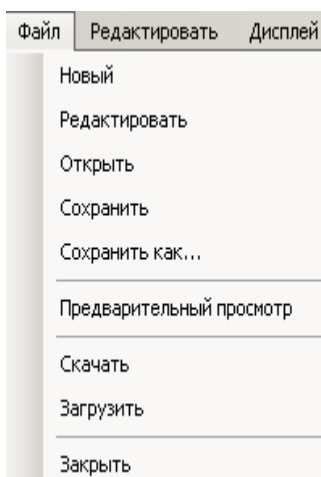 Файл Редактировать Дисплей
Новый
Редактировать
Открыть
Сохранить
Сохранить как...
Предварительный просмотр
Скачать
Загрузить
Закрыть